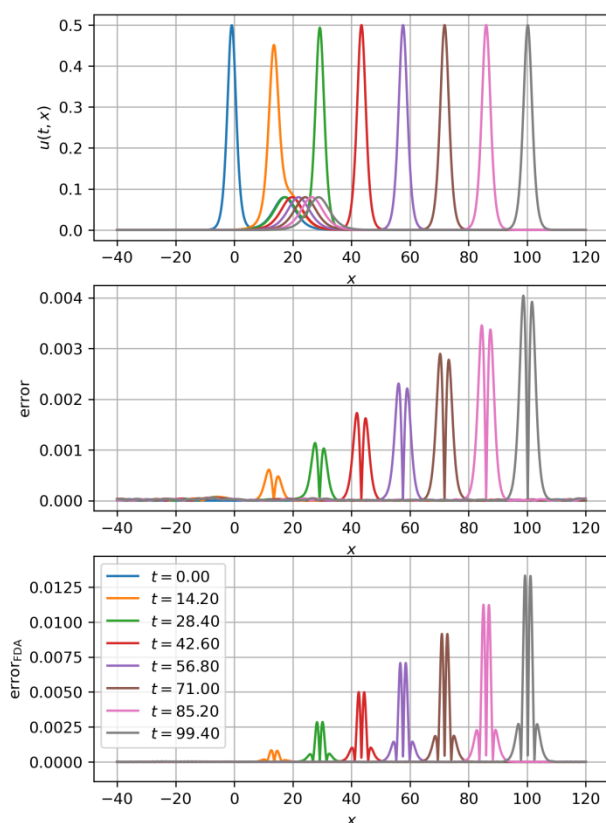 0.5
0.4
0.3
0.2
0.1
0.0
u(t, x)
−40 −20 0 20 40 60 80 100 120
x
0.004
0.003
0.002
0.001
0.000
error
−40 −20 0 20 40 60 80 100 120
x
0.0125
0.0100
0.0075
0.0050
0.0025
0.0000
error_FDA
t = 0.00
t = 14.20
t = 28.40
t = 42.60
t = 56.80
t = 71.00
t = 85.20
t = 99.40
−40 −20 0 20 40 60 80 100 120
x